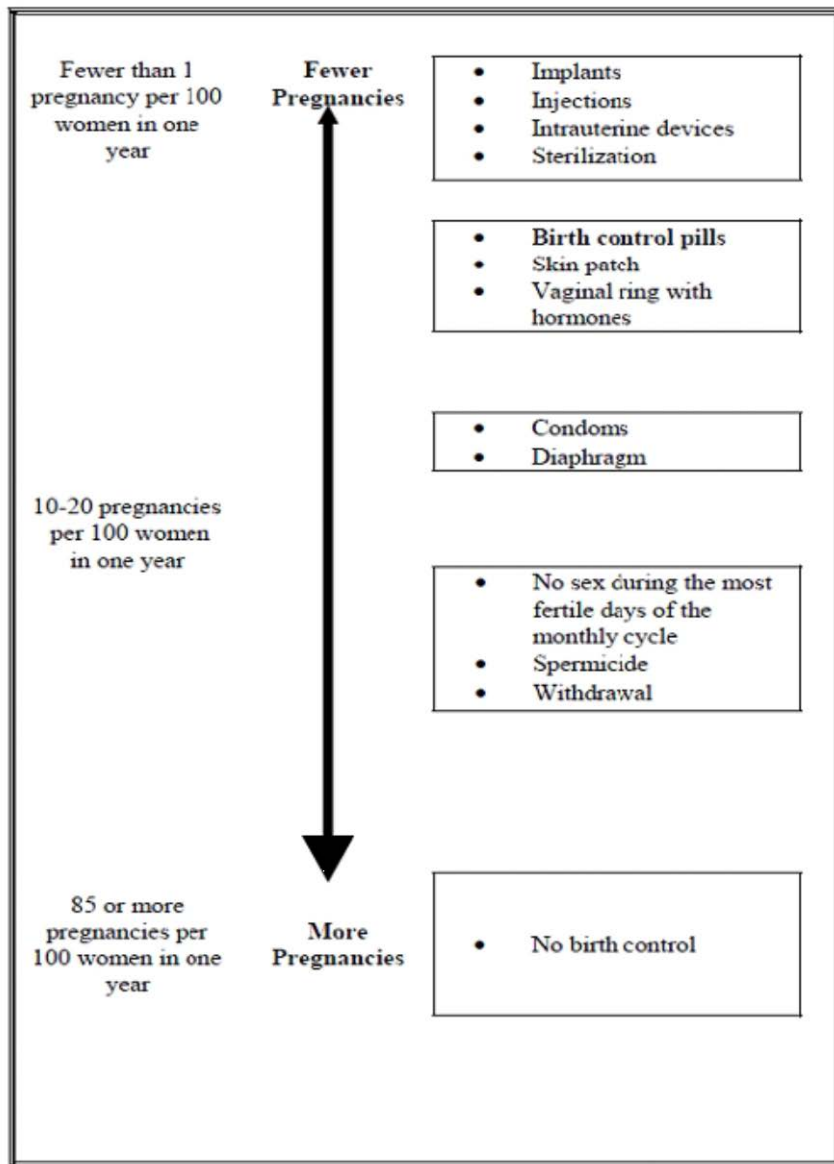 Fewer than 1
pregnancy per 100
women in one
year
Fewer
Pregnancies
• Implants
• Injections
• Intrauterine devices
• Sterilization
• Birth control pills
• Skin patch
• Vaginal ring with
hormones
• Condoms
• Diaphragm
10-20 pregnancies
per 100 women
in one year
• No sex during the most
fertile days of the
monthly cycle
• Spermicide
• Withdrawal
85 or more
pregnancies per
100 women in one
year
More
Pregnancies
• No birth control